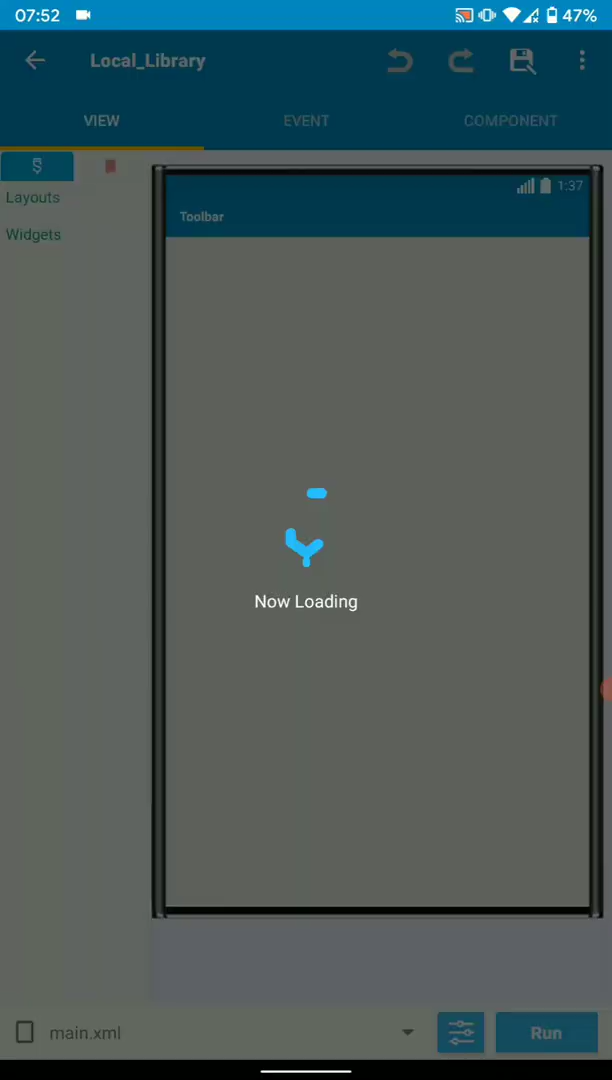 07:52 47%
Local_Library
VIEW EVENT COMPONENT
Layouts
Widgets
1:37
Toolbar
Now Loading
main.xml Run